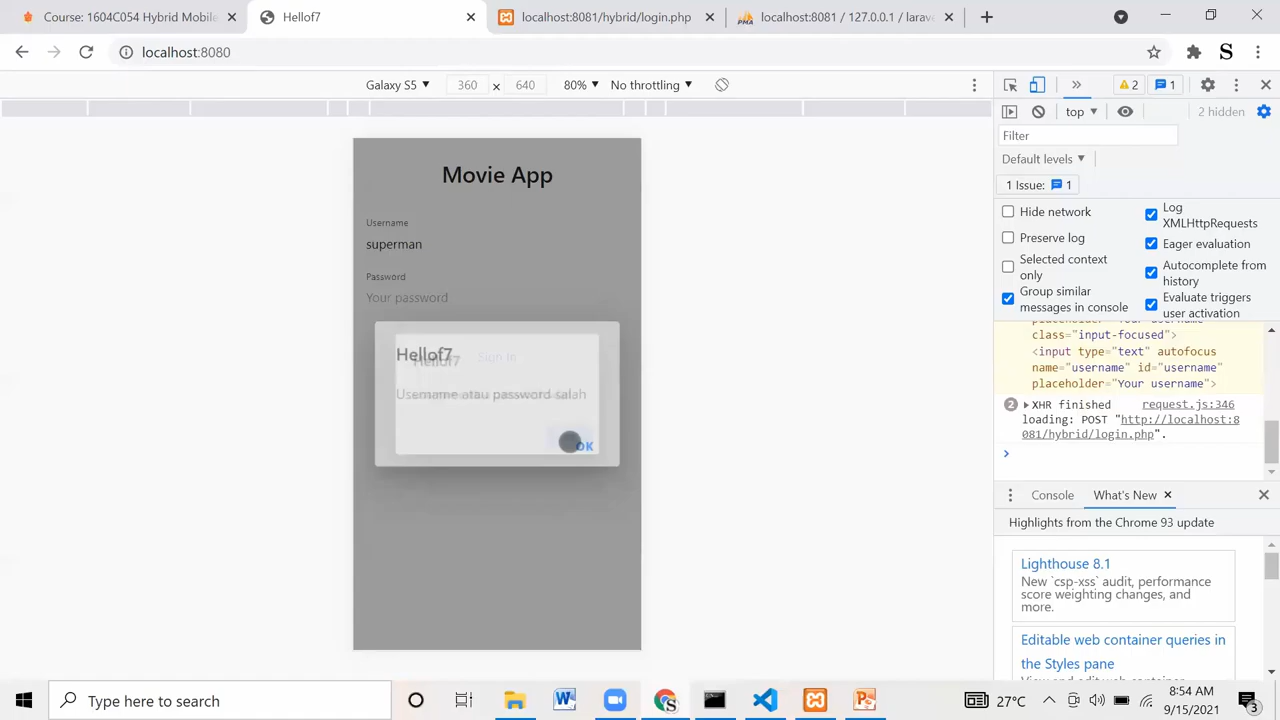 Course: 1604C054 Hybrid Mobile
Hellof7
localhost:8081/hybrid/login.php
localhost:8081 / 127.0.0.1 / larav
localhost:8080
Galaxy S5
360 x 640
80%
No throttling
2
1
top
2 hidden
Filter
Default levels
1 Issue: 1
Hide network
Preserve log
Selected context
only
Group similar
messages in console
Log
XMLHttpRequests
Eager evaluation
Autocomplete from
history
Evaluate triggers
user activation
Movie App
Username
superman
Password
Your password
Sign In
Hellof7
Hellof7
Username atau password salah
OK
class="input-focused">
<input type="text" autofocus
name="username" id="username"
placeholder="Your username">
2 XHR finished request.js:346
loading: POST "http://localhost:8
081/hybrid/login.php".
Console
What's New
Highlights from the Chrome 93 update
Lighthouse 8.1
New `csp-xss` audit, performance
score weighting changes, and
more.
Editable web container queries in
the Styles pane
Type here to search
27°C
8:54 AM
9/15/2021
3